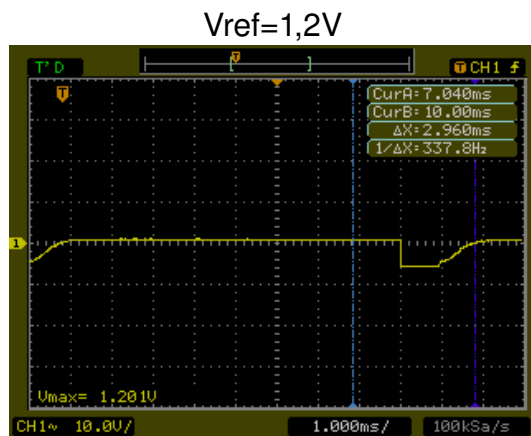 Vref=1,2V
T'D
T
CH1
CurA=7.040ms
CurB=10.00ms
ΔX=2.960ms
1/ΔX=337.8Hz
T
1
Vmax= 1.201V
CH1~ 10.0V/
1.000ms/
100kSa/s